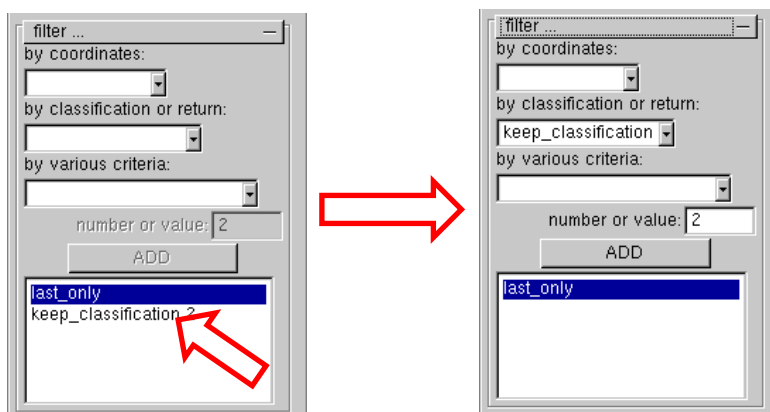 filter ...
by coordinates:
by classification or return:
by various criteria:
number or value: 2
ADD
last_only
keep_classification 2
filter ...
by coordinates:
by classification or return:
keep_classification
by various criteria:
number or value: 2
ADD
last_only